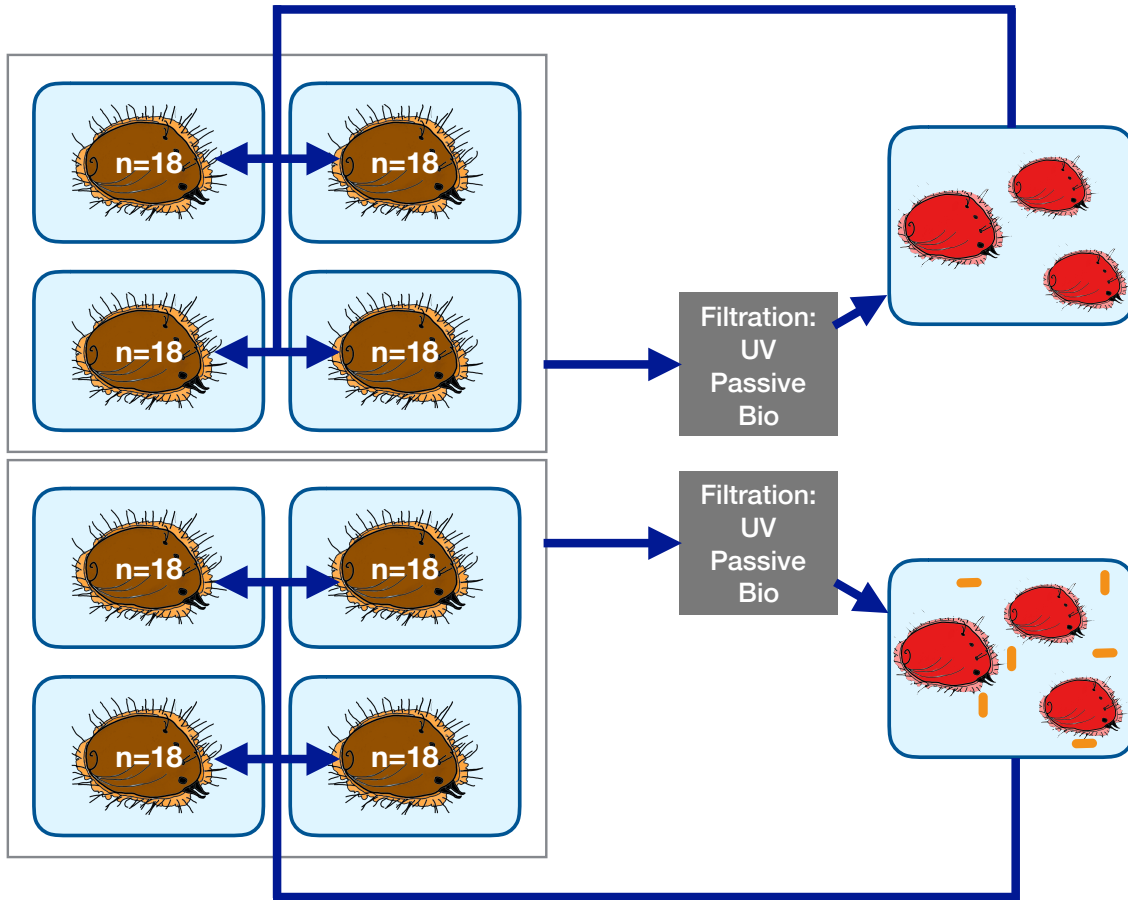 n=18
n=18
n=18
n=18
Filtration:
UV
Passive
Bio
n=18
n=18
n=18
n=18
Filtration:
UV
Passive
Bio